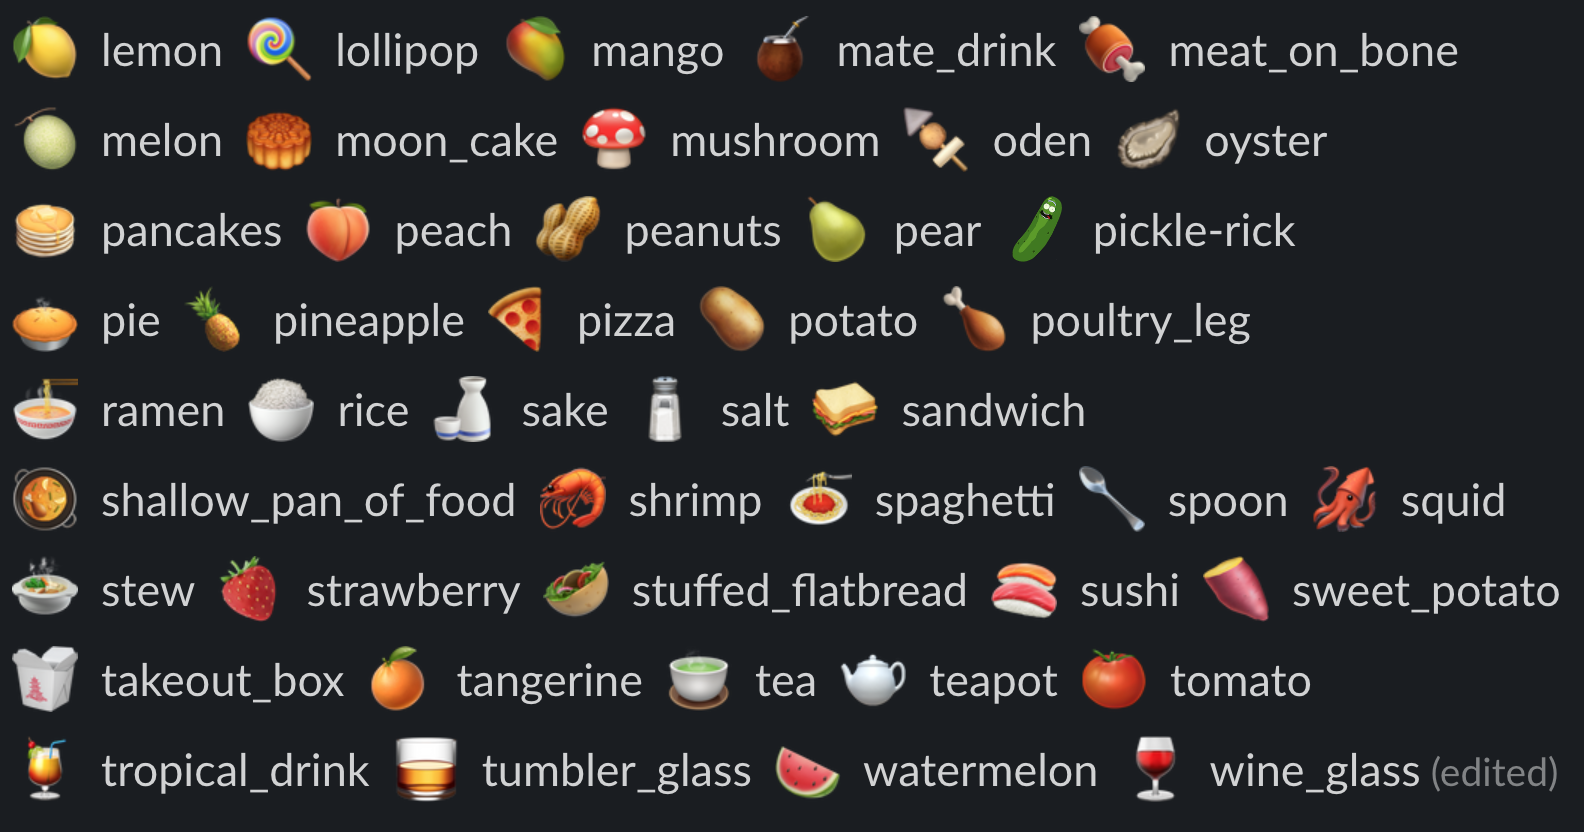 lemon lollipop mango mate_drink meat_on_bone
melon moon_cake mushroom oden oyster
pancakes peach peanuts pear pickle-rick
pie pineapple pizza potato poultry_leg
ramen rice sake salt sandwich
shallow_pan_of_food shrimp spaghetti spoon squid
stew strawberry stuffed_flatbread sushi sweet_potato
takeout_box tangerine tea teapot tomato
tropical_drink tumbler_glass watermelon wine_glass (edited)